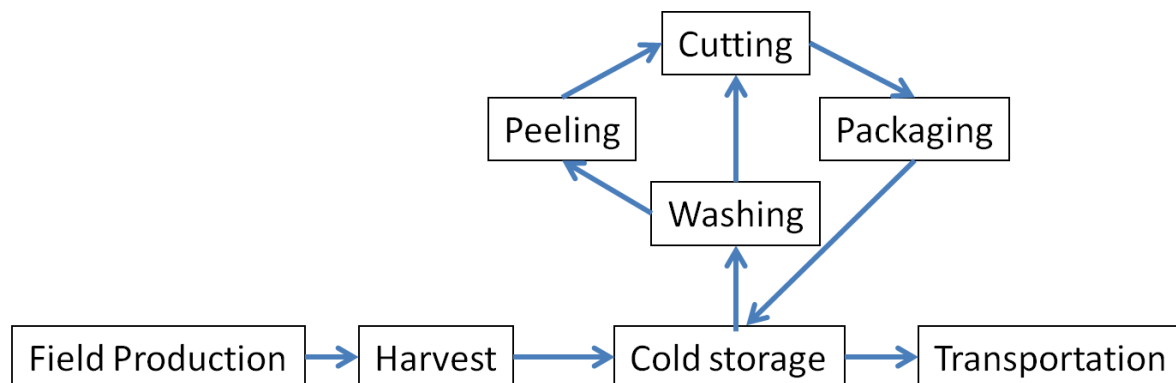 Cutting
Peeling
Packaging
Washing
Field Production
Harvest
Cold storage
Transportation